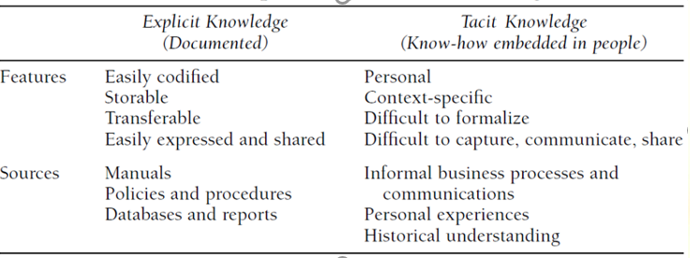 Explicit Knowledge Tacit Knowledge
(Documented) (Know-how embedded in people)
Features Easily codified Personal
Storable Context-specific
Transferable Difficult to formalize
Easily expressed and shared Difficult to capture, communicate, share
Sources Manuals Informal business processes and
Policies and procedures communications
Databases and reports Personal experiences
Historical understanding